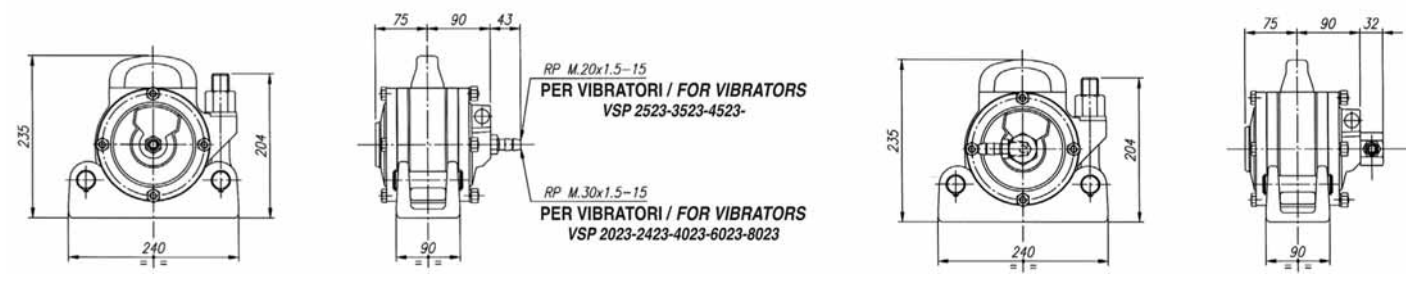 75 90 43
235
204
240
= =
RP M.20x1.5-15
PER VIBRATORI / FOR VIBRATORS
VSP 2523-3523-4523-
RP M.30x1.5-15
PER VIBRATORI / FOR VIBRATORS
VSP 2023-2423-4023-6023-8023
90
= =
75 90 32
235
204
240
= =
90
= =